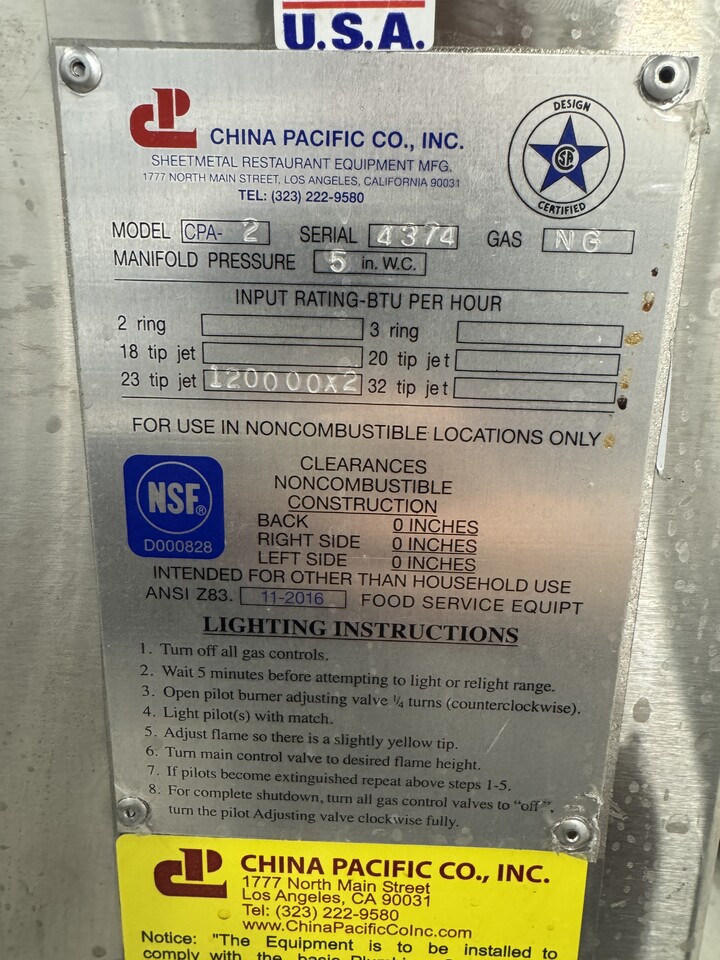 U.S.A.
CHINA PACIFIC CO., INC.
SHEETMETAL RESTAURANT EQUIPMENT MFG.
1777 NORTH MAIN STREET, LOS ANGELES, CALIFORNIA 90031
TEL: (323) 222-9580
DESIGN
CERTIFIED
MODEL CPA- 2 SERIAL 4374 GAS NG
MANIFOLD PRESSURE 5 in. W.C.
INPUT RATING-BTU PER HOUR
2 ring 3 ring
18 tip jet 20 tip jet
23 tip jet 120000X2 32 tip jet
FOR USE IN NONCOMBUSTIBLE LOCATIONS ONLY
NSF®
D000828
CLEARANCES
NONCOMBUSTIBLE
CONSTRUCTION
BACK 0 INCHES
RIGHT SIDE 0 INCHES
LEFT SIDE 0 INCHES
INTENDED FOR OTHER THAN HOUSEHOLD USE
ANSI Z83. 11-2016 FOOD SERVICE EQUIPT
LIGHTING INSTRUCTIONS
1. Turn off all gas controls.
2. Wait 5 minutes before attempting to light or relight range.
3. Open pilot burner adjusting valve ¼ turns (counterclockwise).
4. Light pilot(s) with match.
5. Adjust flame so there is a slightly yellow tip.
6. Turn main control valve to desired flame height.
7. If pilots become extinguished repeat above steps 1-5.
8. For complete shutdown, turn all gas control valves to "off",
turn the pilot Adjusting valve clockwise fully.
CHINA PACIFIC CO., INC.
1777 North Main Street
Los Angeles, CA 90031
Tel: (323) 222-9580
www.ChinaPacificCoInc.com
Notice: "The Equipment is to be installed to
comply with the basic